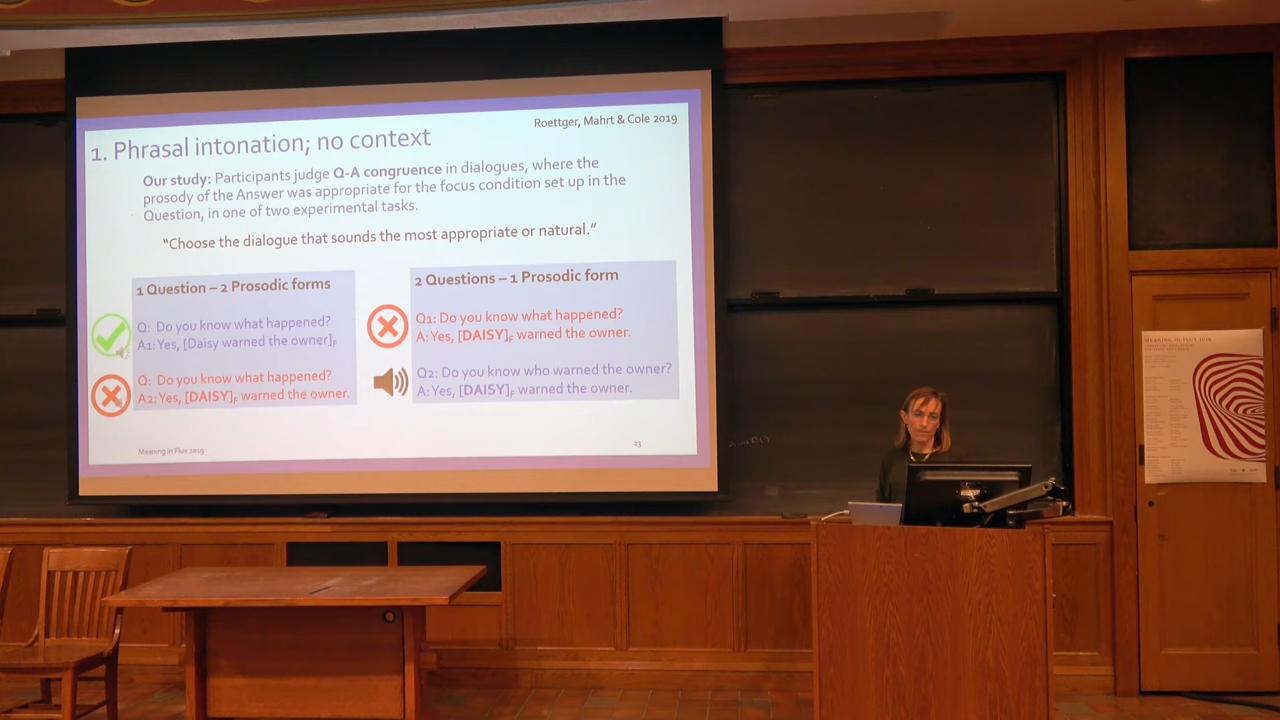 1. Phrasal intonation; no context
Roettger, Mahrt & Cole 2019
Our study: Participants judge Q-A congruence in dialogues, where the
prosody of the Answer was appropriate for the focus condition set up in the
Question, in one of two experimental tasks.
“Choose the dialogue that sounds the most appropriate or natural.”
1 Question – 2 Prosodic forms
Q: Do you know what happened?
A1: Yes, [Daisy warned the owner]F
Q: Do you know what happened?
A2: Yes, [DAISY]F warned the owner.
2 Questions – 1 Prosodic form
Q1: Do you know what happened?
A: Yes, [DAISY]F warned the owner.
Q2: Do you know who warned the owner?
A: Yes, [DAISY]F warned the owner.
Meaning in Flux 2019
23
MEANING IN FLUX 2019